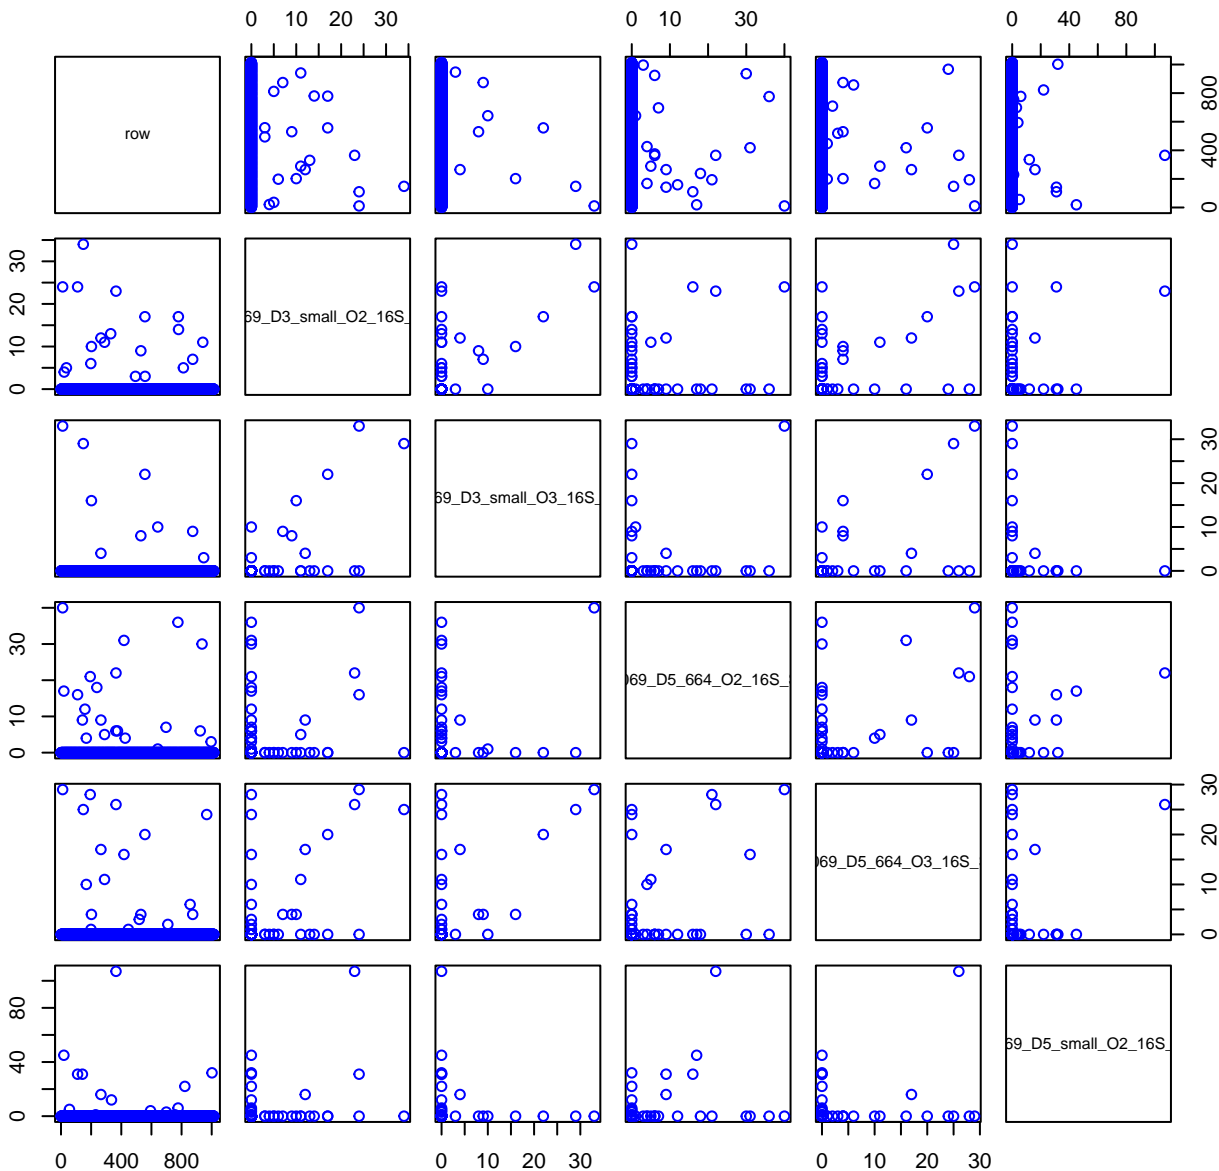 0 10 30 0 10 30 0 40 80
row
0 400 800
0 10 20 30
69_D3_small_O2_16S_
69_D3_small_O3_16S_
0 10 20 30
0 10 30
069_D5_664_O2_16S_
069_D5_664_O3_16S_
0 10 20 30
0 40 80
69_D5_small_O2_16S_
0 400 800 0 10 20 30 0 10 20 30